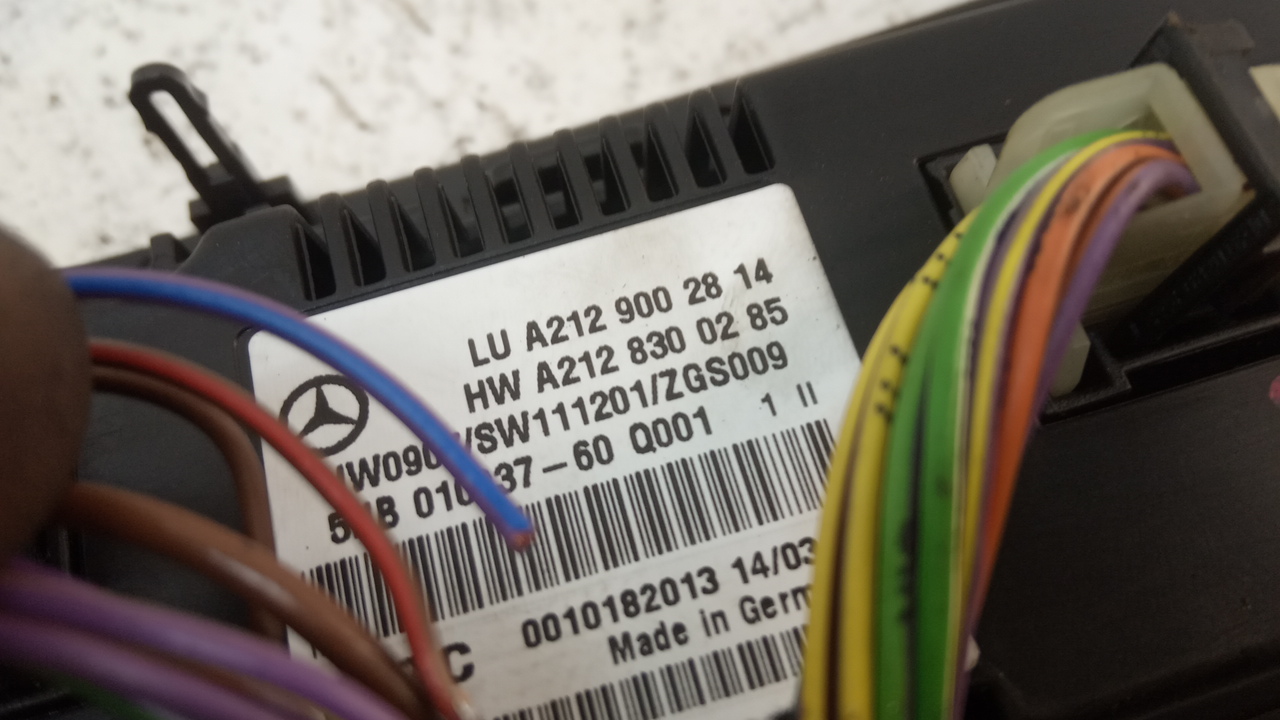 LU A212 900 28 14
HW A212 830 02 85
/SW111201/ZGS009
37-60 Q001 1 II
0010182013 14/03
Made in